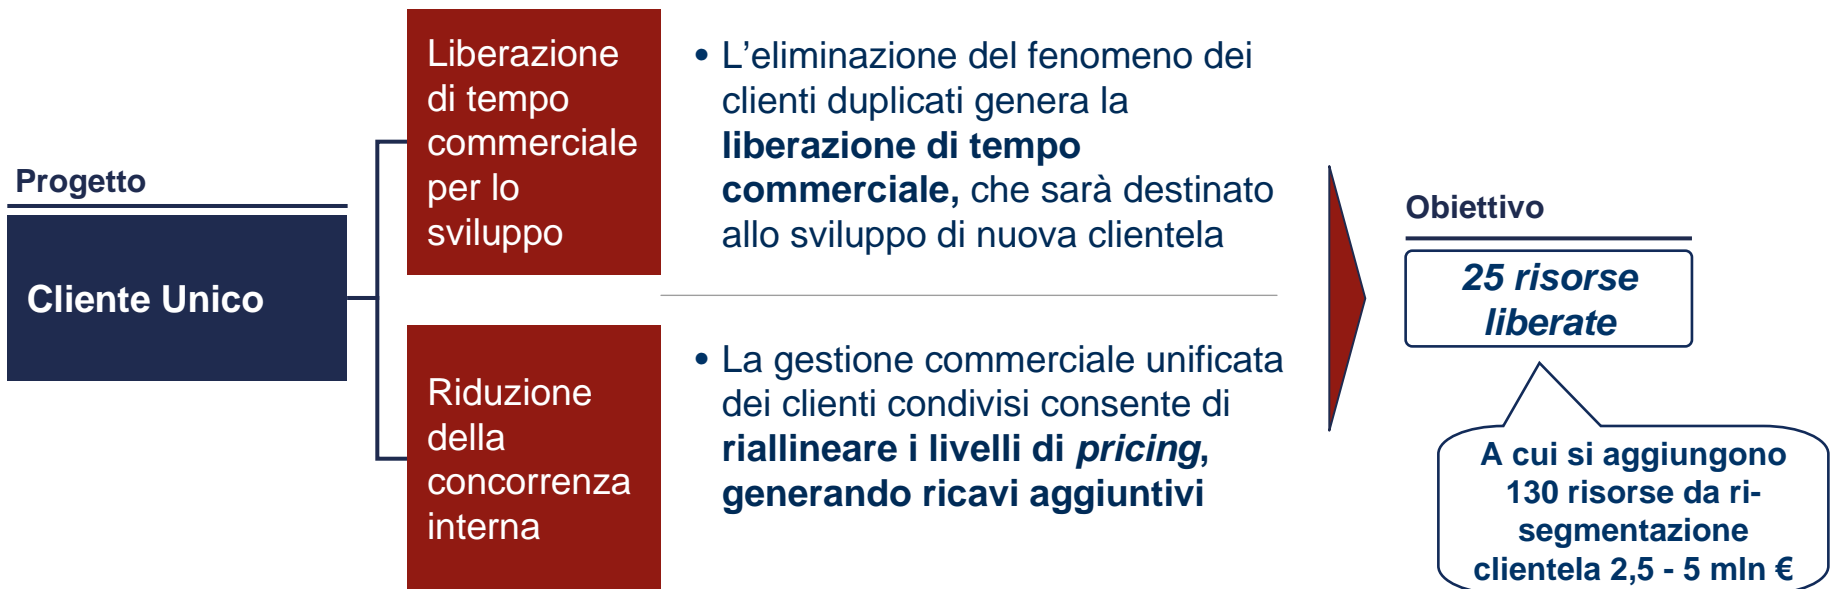 Progetto
Cliente Unico
Liberazione
di tempo
commerciale
per lo
sviluppo
• L’eliminazione del fenomeno dei
clienti duplicati genera la
liberazione di tempo
commerciale, che sarà destinato
allo sviluppo di nuova clientela
Riduzione
della
concorrenza
interna
• La gestione commerciale unificata
dei clienti condivisi consente di
riallineare i livelli di pricing,
generando ricavi aggiuntivi
Obiettivo
25 risorse
liberate
A cui si aggiungono
130 risorse da ri-
segmentazione
clientela 2,5 - 5 mln €